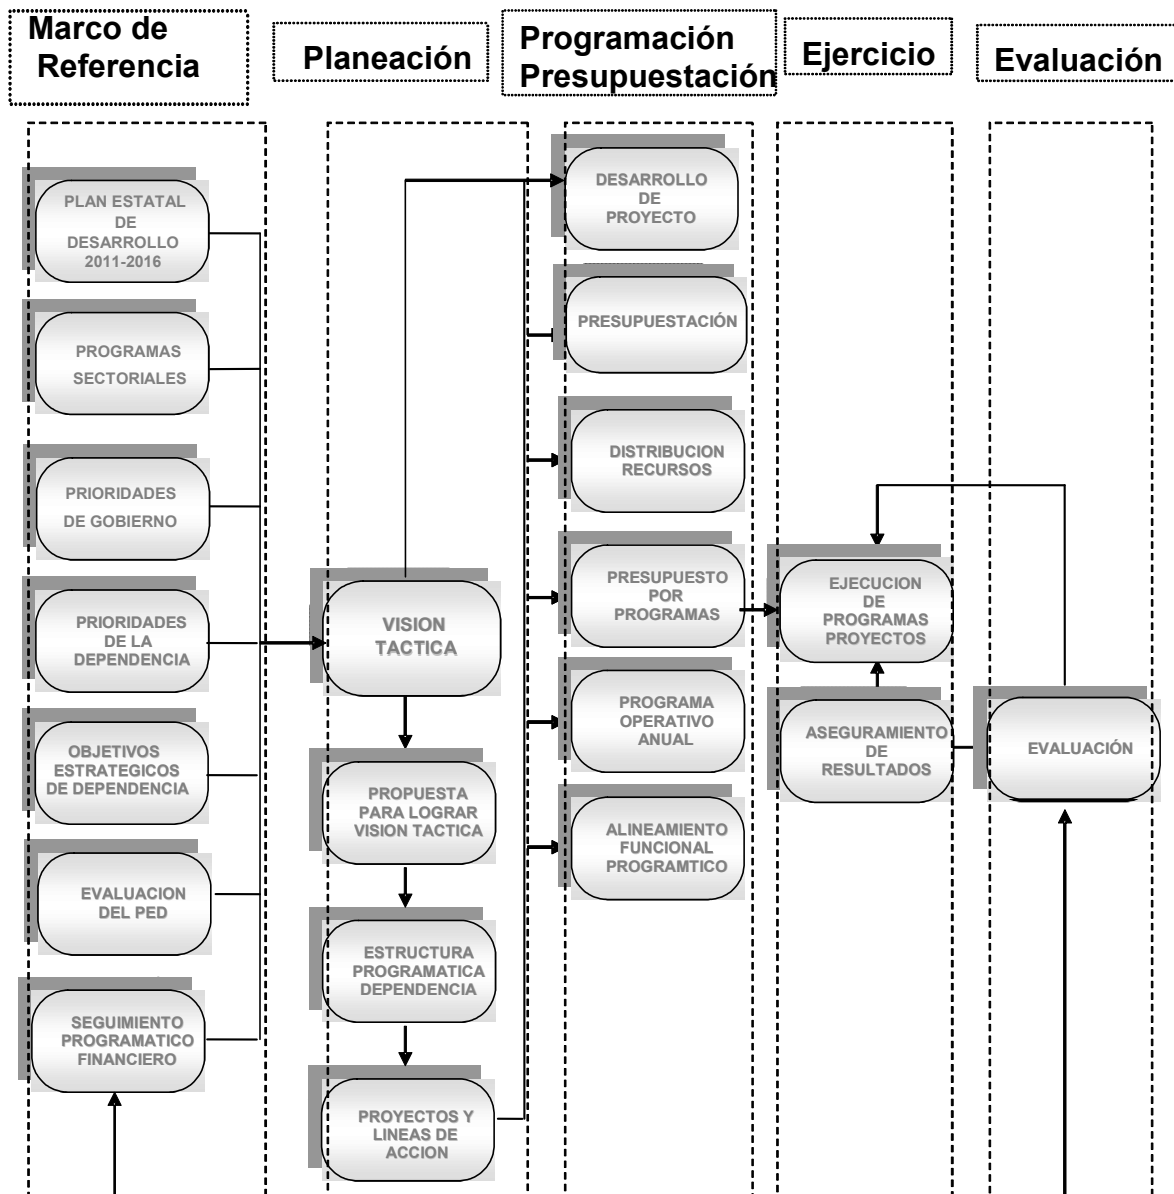 Marco de
Referencia
Planeación
Programación
Presupuestación
Ejercicio
Evaluación
PLAN ESTATAL
DE
DESARROLLO
2011-2016
PROGRAMAS
SECTORIALES
PRIORIDADES
DE GOBIERNO
PRIORIDADES
DE LA
DEPENDENCIA
OBJETIVOS
ESTRATEGICOS
DE DEPENDENCIA
EVALUACION
DEL PED
SEGUIMIENTO
PROGRAMATICO
FINANCIERO
VISION
TACTICA
PROPUESTA
PARA LOGRAR
VISION TACTICA
ESTRUCTURA
PROGRAMATICA
DEPENDENCIA
PROYECTOS Y
LINEAS DE
ACCION
DESARROLLO
DE
PROYECTO
PRESUPUESTACIÓN
DISTRIBUCION
RECURSOS
PRESUPUESTO
POR
PROGRAMAS
PROGRAMA
OPERATIVO
ANUAL
ALINEAMIENTO
FUNCIONAL
PROGRAMTICO
EJECUCION
DE
PROGRAMAS
PROYECTOS
ASEGURAMIENTO
DE
RESULTADOS
EVALUACIÓN